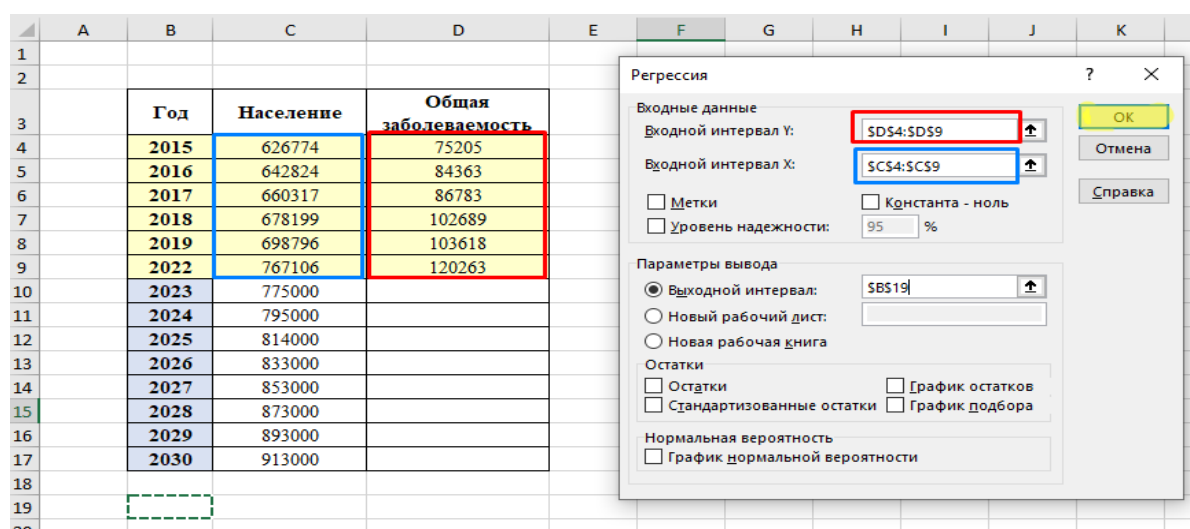 A B C D E F G H I J K
1
2
3 Год Население Общая заболеваемость
4 2015 626774 75205
5 2016 642824 84363
6 2017 660317 86783
7 2018 678199 102689
8 2019 698796 103618
9 2022 767106 120263
10 2023 775000
11 2024 795000
12 2025 814000
13 2026 833000
14 2027 853000
15 2028 873000
16 2029 893000
17 2030 913000
18
19
Регрессия ? ×
Входные данные
Входной интервал Y: $D$4:$D$9
Входной интервал X: $C$4:$C$9
Метки Константа - ноль
Уровень надежности: 95 %
Параметры вывода
Выходной интервал: $B$19
Новый рабочий лист:
Новая рабочая книга
Остатки
Остатки График остатков
Стандартизованные остатки График подбора
Нормальная вероятность
График нормальной вероятности
ОК
Отмена
Справка